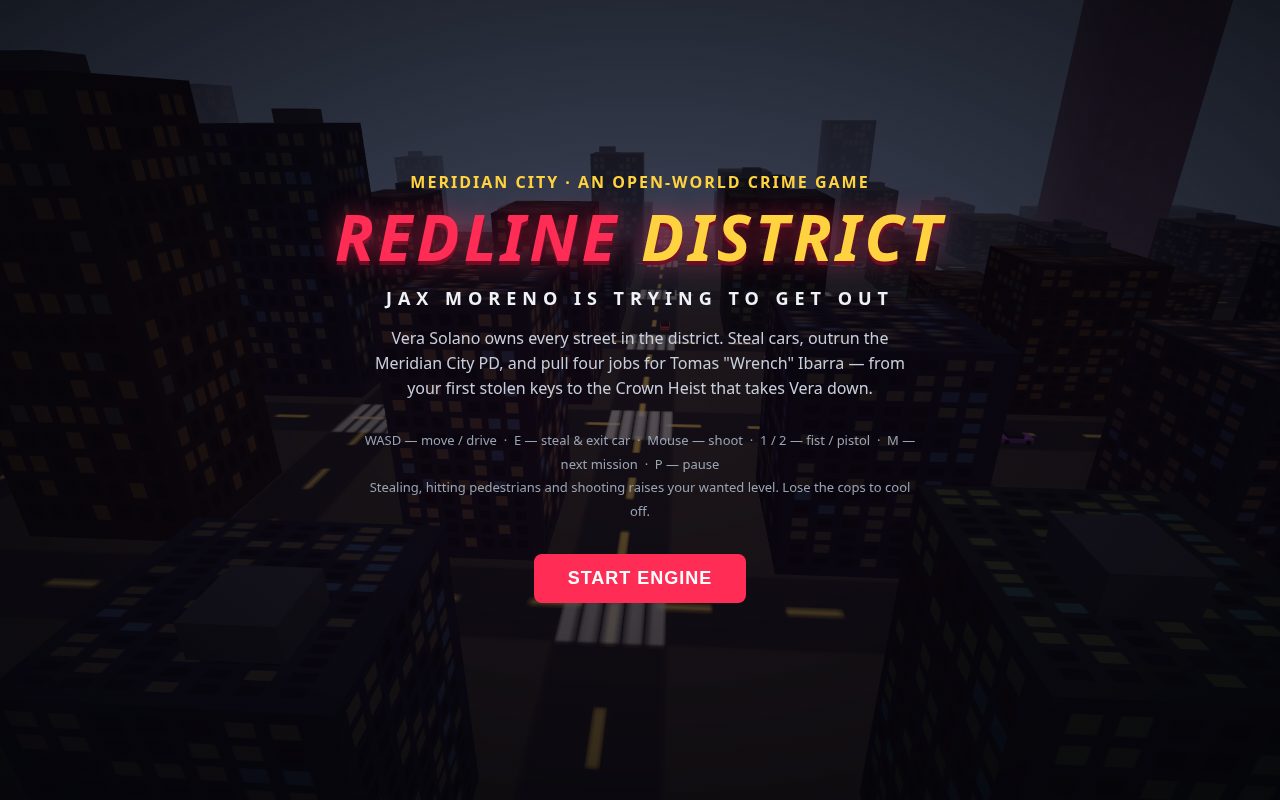 MERIDIAN CITY · AN OPEN-WORLD CRIME GAME
REDLINE DISTRICT
JAX MORENO IS TRYING TO GET OUT
Vera Solano owns every street in the district. Steal cars, outrun the
Meridian City PD, and pull four jobs for Tomas "Wrench" Ibarra — from
your first stolen keys to the Crown Heist that takes Vera down.
WASD — move / drive · E — steal & exit car · Mouse — shoot · 1 / 2 — fist / pistol · M —
next mission · P — pause
Stealing, hitting pedestrians and shooting raises your wanted level. Lose the cops to cool
off.
START ENGINE